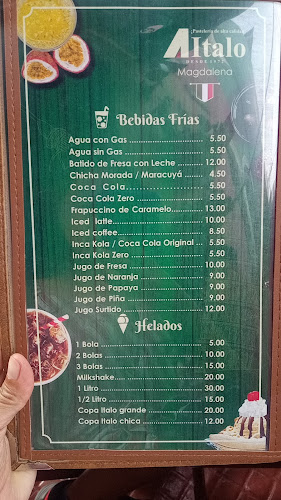 ¡Pastelería de alta calidad!
Italo
DESDE 1972
Magdalena
Bebidas Frías
Agua con Gas ........................ 5.50
Agua sin Gas ......................... 5.50
Batido de Fresa con Leche ......... 12.00
Chicha Morada / Maracuyá ....... 4.50
Coca Cola....................... 5.50
Coca Cola Zero ..................... 5.50
Frapuccino de Caramelo........... 13.00
Iced latte............................. 10.00
Iced coffee............................ 8.50
Inca Kola / Coca Cola Original ... 5.50
Inca Kola Zero ....................... 5.50
Jugo de Fresa ........................ 10.00
Jugo de Naranja ..................... 9.00
Jugo de Papaya ...................... 9.00
Jugo de Piña .......................... 9.00
Jugo Surtido .......................... 12.00
Helados
1 Bola ................................. 5.00
2 Bolas ................................ 10.00
3 Bolas ................................ 15.00
Milkshake.... ......................... 20.00
1 Litro ................................. 30.00
1/2 Litro ............................... 15.00
Copa Italo grande ................... 20.00
Copa Italo chica ..................... 12.00